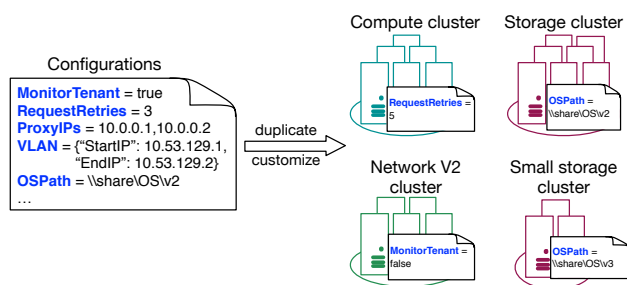 Configurations
MonitorTenant = true
RequestRetries = 3
ProxyIPs = 10.0.0.1,10.0.0.2
VLAN = {“StartIP”: 10.53.129.1,
“EndIP”: 10.53.129.2}
OSPath = \\share\OS\v2
…
duplicate
customize
Compute cluster
RequestRetries =
5
Storage cluster
OSPath =
\\share\OS\v2
Network V2
cluster
MonitorTenant =
false
Small storage
cluster
OSPath =
\\share\OS\v3